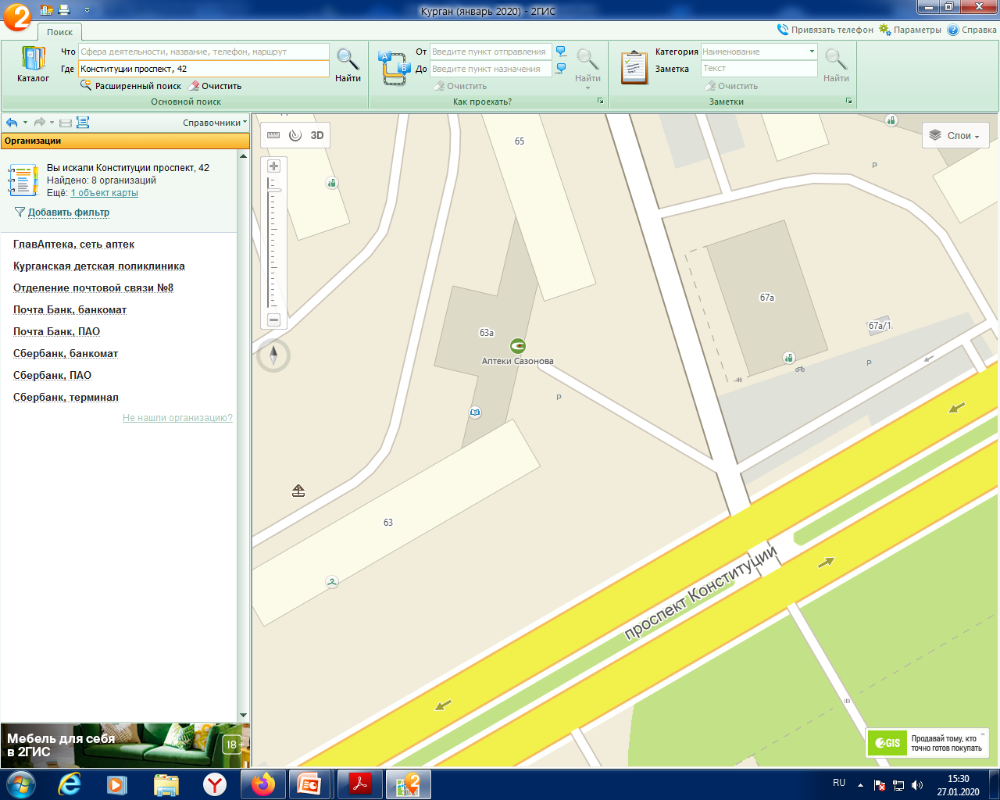 Курган (январь 2020) - 2ГИС
Поиск
Привязать телефон
Параметры
Справка
Каталог
Что
Сфера деятельности, название, телефон, маршрут
Где
Конституции проспект, 42
Расширенный поиск
Очистить
Найти
Основной поиск
От
Введите пункт отправления
До
Введите пункт назначения
Очистить
Найти
Как проехать?
Категория
Наименование
Заметка
Текст
Очистить
Найти
Заметки
Справочники
Организации
Вы искали Конституции проспект, 42
Найдено: 8 организаций
Ещё: 1 объект карты
Добавить фильтр
ГлавАптека, сеть аптек
Курганская детская поликлиника
Отделение почтовой связи №8
Почта Банк, банкомат
Почта Банк, ПАО
Сбербанк, банкомат
Сбербанк, ПАО
Сбербанк, терминал
Не нашли организацию?
Мебель для себя
в 2ГИС
18+
3D
Слои
65
P
67а
67а/1
63а
Аптеки Сазонова
P
P
63
проспект Конституции
2GIS
Продавай тому, кто
точно готов покупать
RU
15:30
27.01.2020